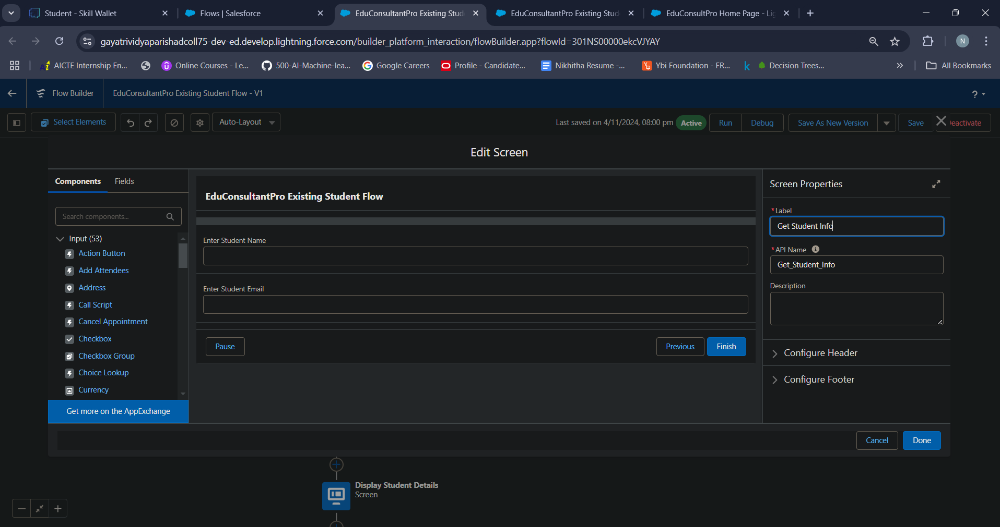 Student - Skill Wallet
Flows | Salesforce
EduConsultantPro Existing Stud
EduConsultantPro Existing Stud
EduConsultPro Home Page - Lig
gayatrividyaparishadcoll75-dev-ed.develop.lightning.force.com/builder_platform_interaction/flowBuilder.app?flowId=301NS00000ekcVJYAY
N
AICTE Internship En...
Online Courses - Le...
500-AI-Machine-lea...
Google Careers
Profile - Candidate...
Nikhitha Resume -...
Ybi Foundation - FR...
k
Decision Trees...
»
All Bookmarks
Flow Builder
EduConsultantPro Existing Student Flow - V1
?
Select Elements
Auto-Layout
Last saved on 4/11/2024, 08:00 pm
Active
Run
Debug
Save As New Version
Save
eactivate
Edit Screen
Components
Fields
Search components...
Input (53)
Action Button
Add Attendees
Address
Call Script
Cancel Appointment
Checkbox
Checkbox Group
Choice Lookup
Currency
Get more on the AppExchange
EduConsultantPro Existing Student Flow
Enter Student Name
Enter Student Email
Pause
Previous
Finish
Screen Properties
* Label
Get Student Info
* API Name
Get_Student_Info
Description
Configure Header
Configure Footer
Cancel
Done
Display Student Details
Screen